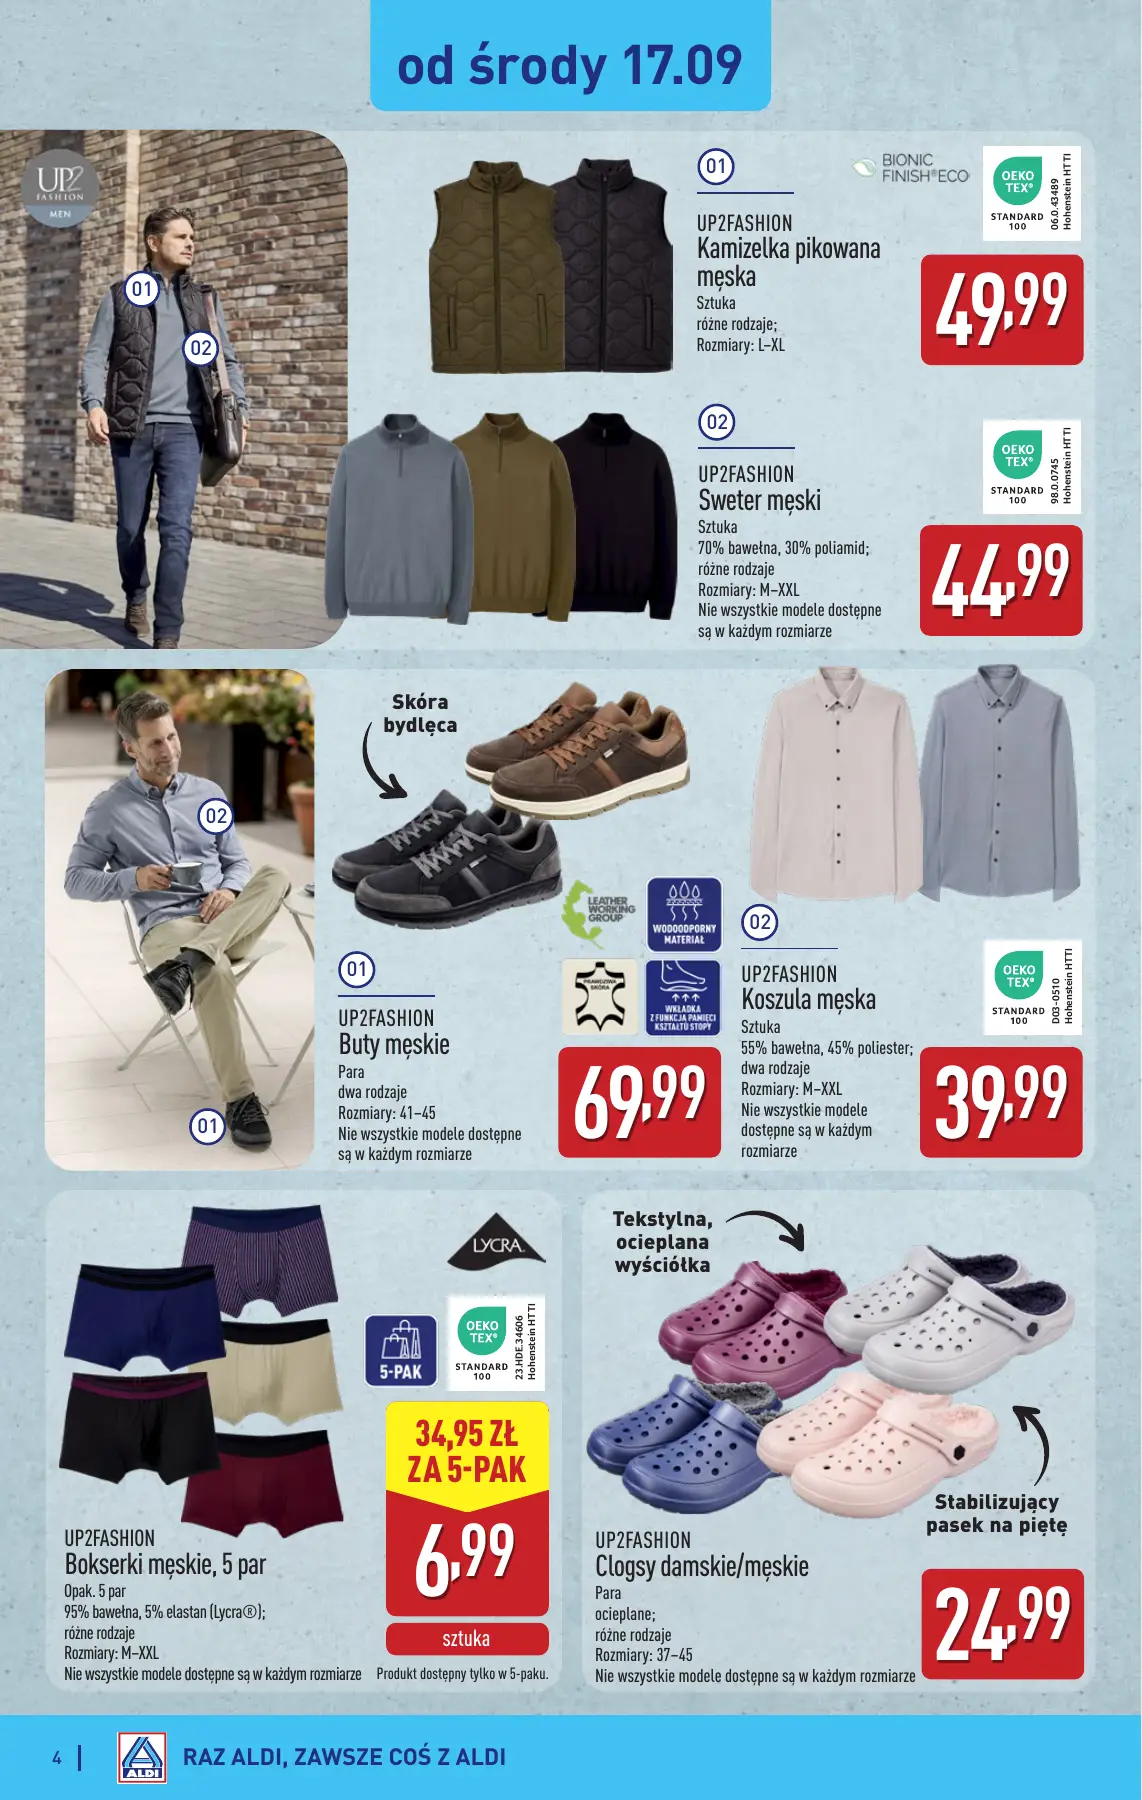 od środy 17.09
UP2
FASHION
MEN
01
02
01
UP2FASHION
Kamizelka pikowana
męska
Sztuka
różne rodzaje;
Rozmiary: L–XL
BIONIC
FINISH®ECO
OEKO
TEX®
STANDARD
100
06.0.43489
Hohenstein HTTI
49,99
02
UP2FASHION
Sweter męski
Sztuka
70% bawełna, 30% poliamid;
różne rodzaje
Rozmiary: M–XXL
Nie wszystkie modele dostępne
są w każdym rozmiarze
OEKO
TEX®
STANDARD
100
98.0.0745
Hohenstein HTTI
44,99
02
01
Skóra
bydlęca
01
UP2FASHION
Buty męskie
Para
dwa rodzaje
Rozmiary: 41–45
Nie wszystkie modele dostępne
są w każdym rozmiarze
LEATHER
WORKING
GROUP
WODOODPORNY
MATERIAŁ
PRAWDZIWA
SKÓRA
WKŁADKA
Z FUNKCJĄ PAMIĘCI
KSZTAŁTU STOPY
69,99
02
UP2FASHION
Koszula męska
Sztuka
55% bawełna, 45% poliester;
dwa rodzaje
Rozmiary: M–XXL
Nie wszystkie modele
dostępne są w każdym
rozmiarze
OEKO
TEX®
STANDARD
100
D03-0510
Hohenstein HTTI
39,99
LYCRA
5-PAK
OEKO
TEX®
STANDARD
100
23.HDE.34606
Hohenstein HTTI
34,95 ZŁ
ZA 5-PAK
6,99
sztuka
Produkt dostępny tylko w 5-paku.
UP2FASHION
Bokserki męskie, 5 par
Opak. 5 par
95% bawełna, 5% elastan (Lycra®);
różne rodzaje
Rozmiary: M–XXL
Nie wszystkie modele dostępne są w każdym rozmiarze
Tekstylna,
ocieplana
wyściółka
Stabilizujący
pasek na piętę
UP2FASHION
Clogsy damskie/męskie
Para
ocieplane;
różne rodzaje
Rozmiary: 37–45
Nie wszystkie modele dostępne są w każdym rozmiarze
24,99
4
ALDI
RAZ ALDI, ZAWSZE COŚ Z ALDI